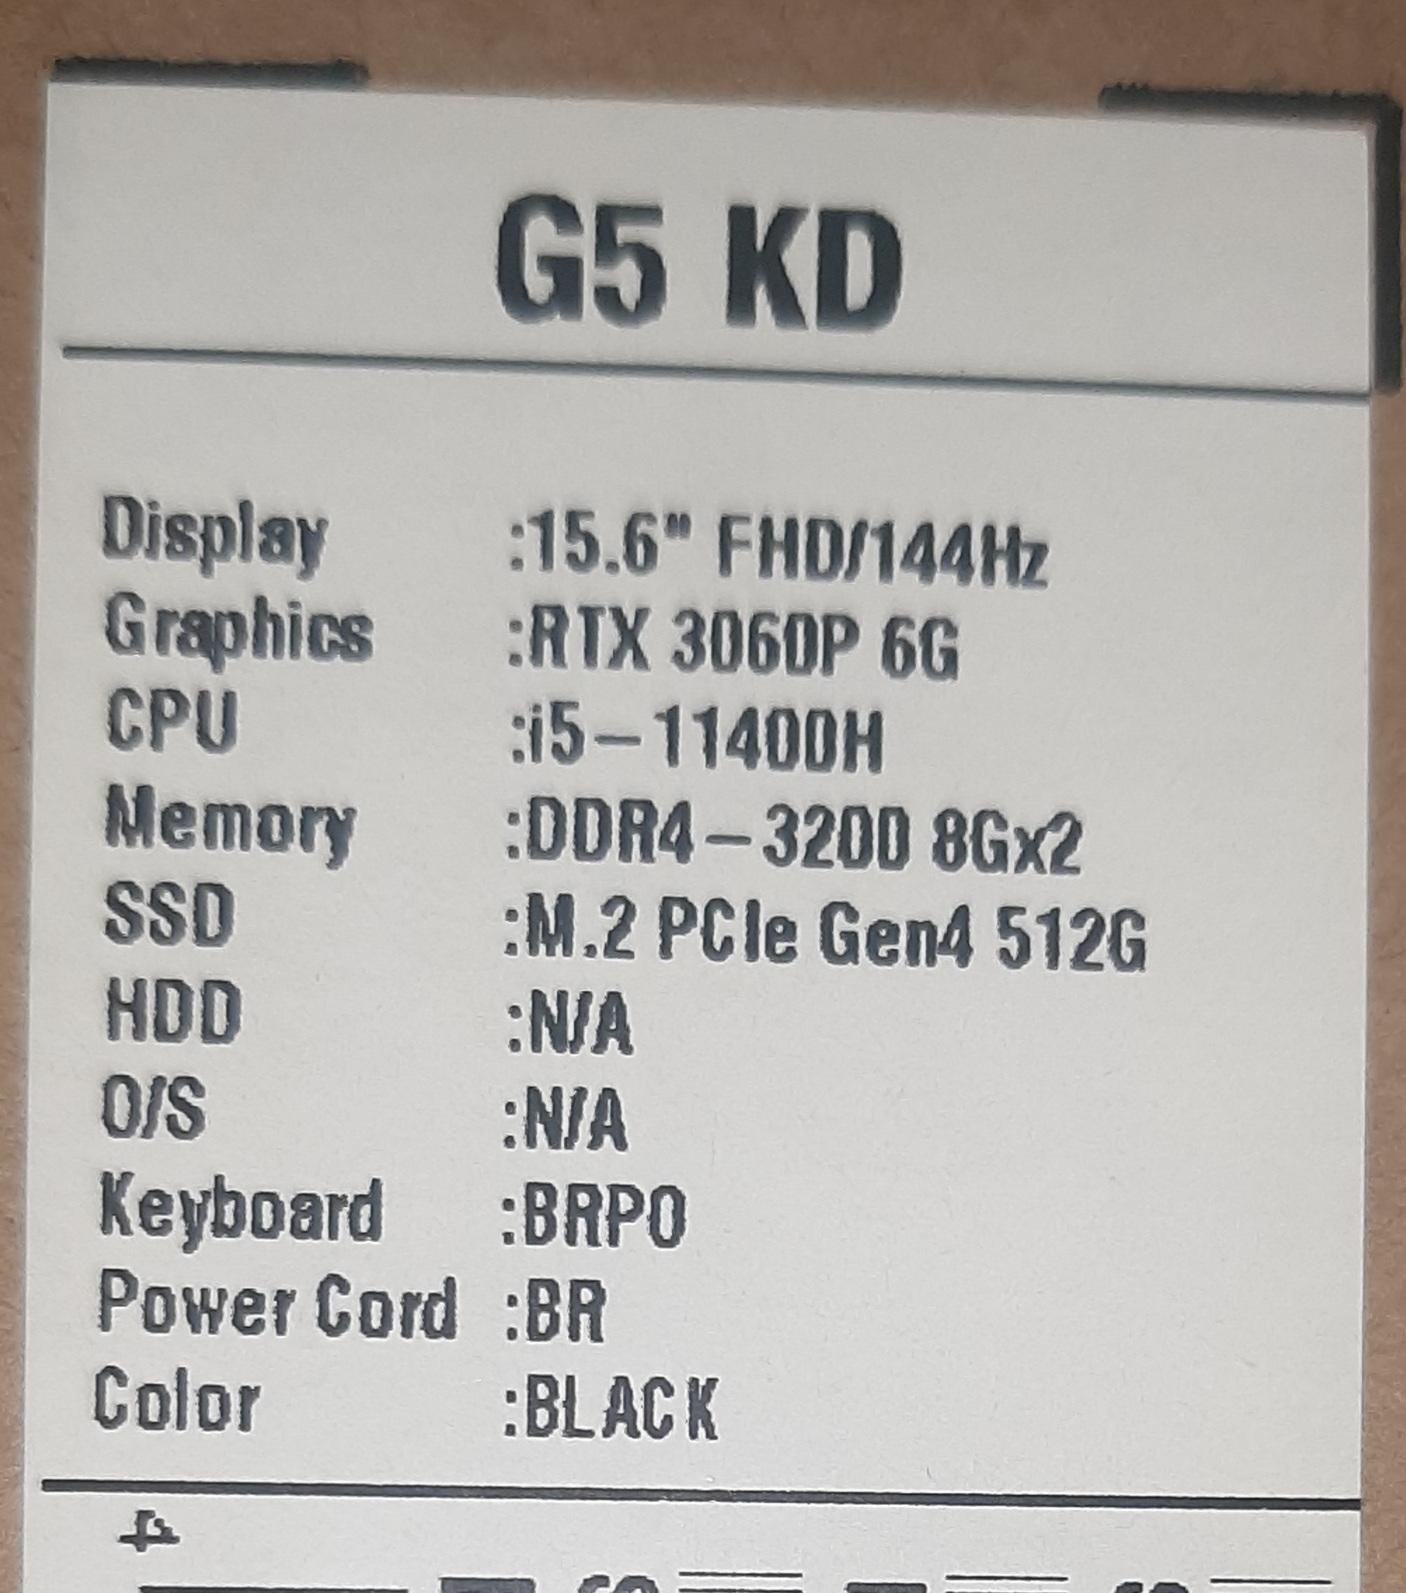 G5 KD
Display :15.6" FHD/144Hz
Graphics :RTX 3060P 6G
CPU :i5-11400H
Memory :DDR4-3200 8Gx2
SSD :M.2 PCIe Gen4 512G
HDD :N/A
O/S :N/A
Keyboard :BRPO
Power Cord :BR
Color :BLACK